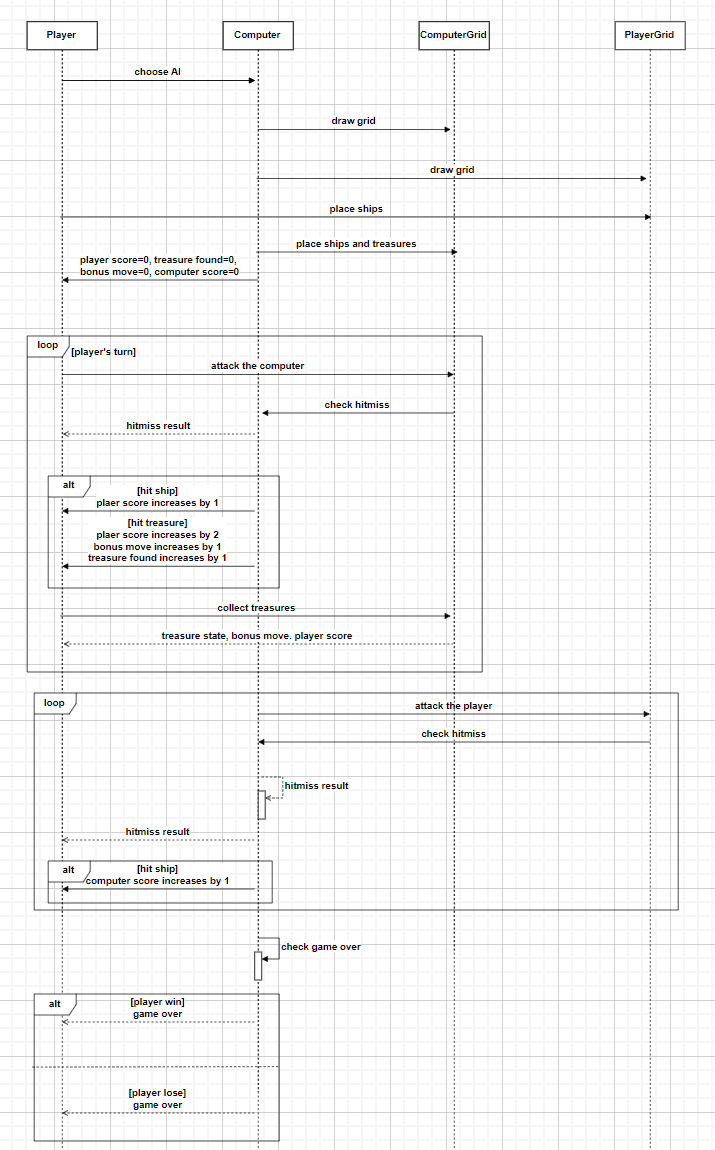 Player
Computer
ComputerGrid
PlayerGrid
choose AI
draw grid
draw grid
place ships
place ships and treasures
player score=0, treasure found=0,
bonus move=0, computer score=0
loop
[player's turn]
attack the computer
check hitmiss
hitmiss result
alt
[hit ship]
plaer score increases by 1
[hit treasure]
plaer score increases by 2
bonus move increases by 1
treasure found increases by 1
collect treasures
treasure state, bonus move. player score
loop
attack the player
check hitmiss
hitmiss result
hitmiss result
alt
[hit ship]
computer score increases by 1
check game over
alt
[player win]
game over
[player lose]
game over